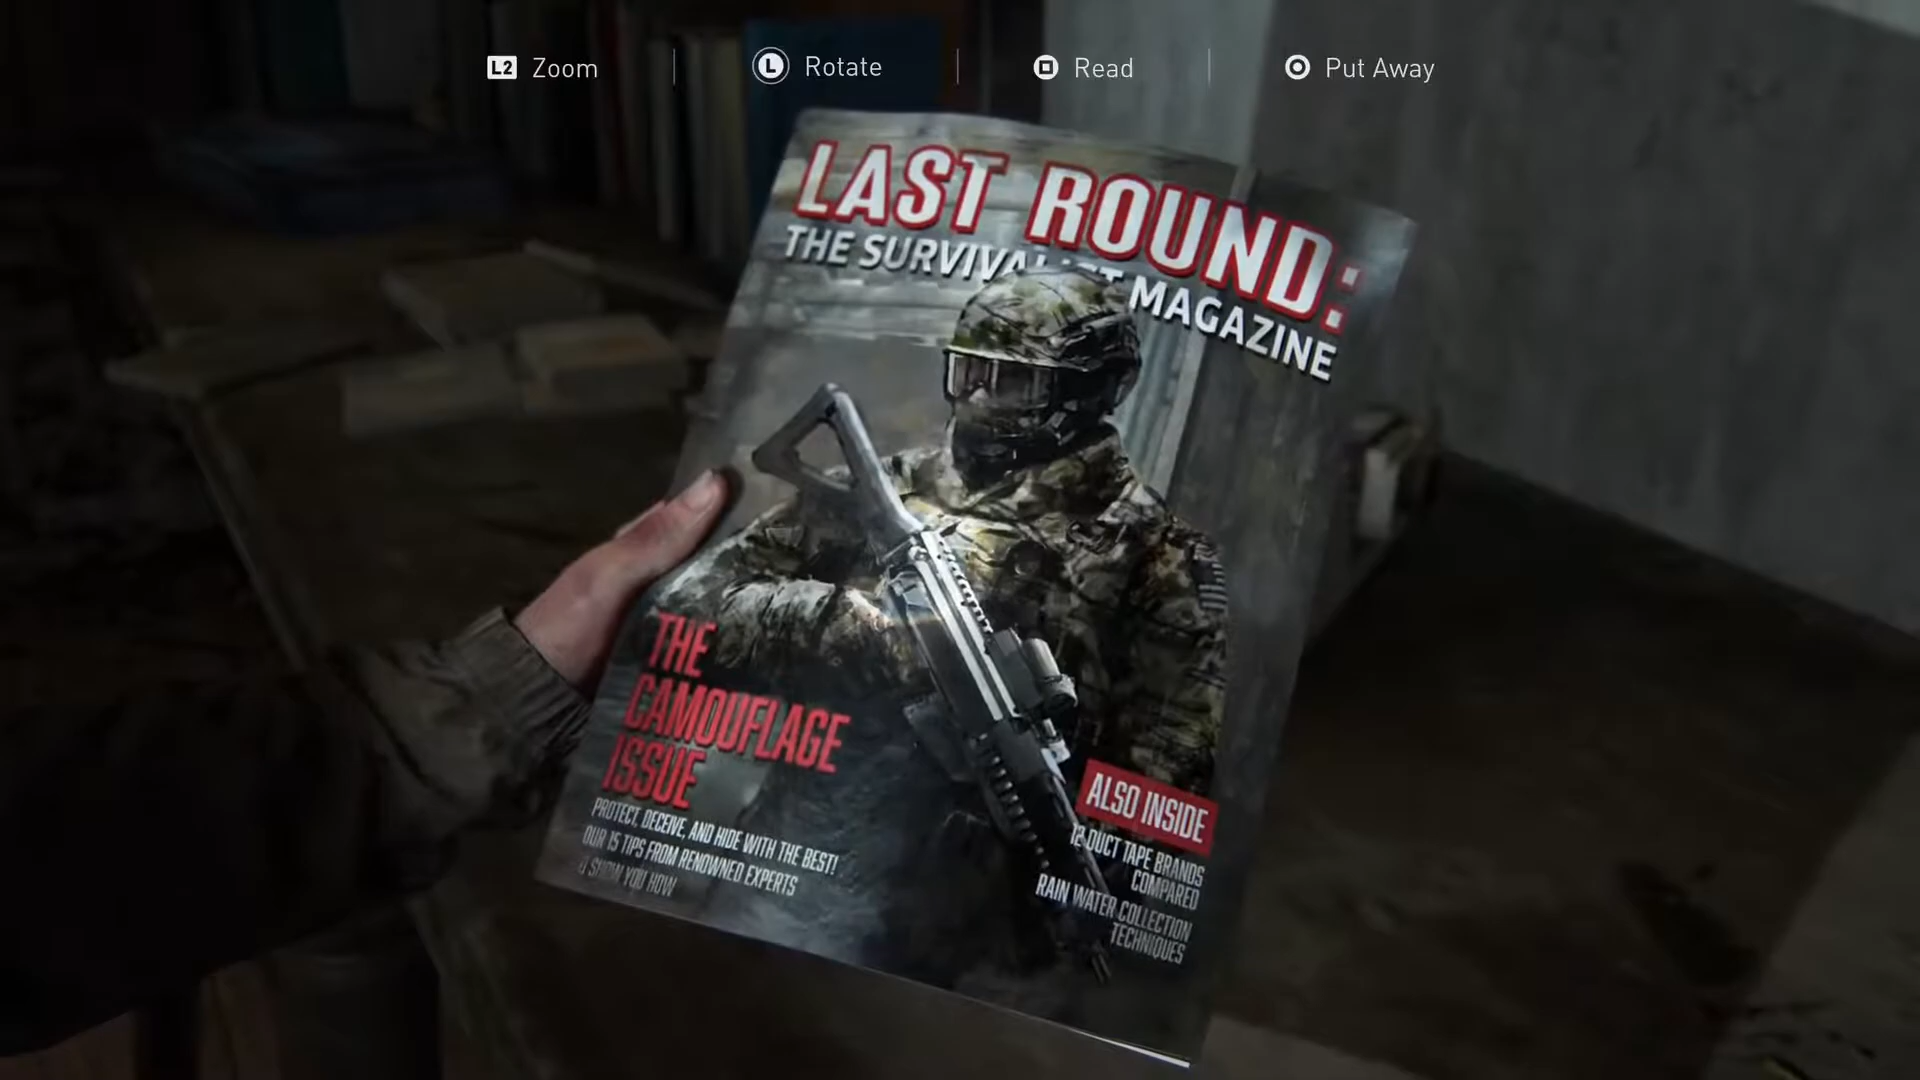 L2 Zoom
L Rotate
Read
Put Away
LAST ROUND:
THE SURVIVALIST MAGAZINE
THE
CAMOUFLAGE
ISSUE
PROTECT, DECEIVE, AND HIDE WITH THE BEST!
OUR 15 TIPS FROM RENOWNED EXPERTS
SHOW YOU HOW
ALSO INSIDE
12 DUCT TAPE BRANDS
COMPARED
RAIN WATER COLLECTION
TECHNIQUES